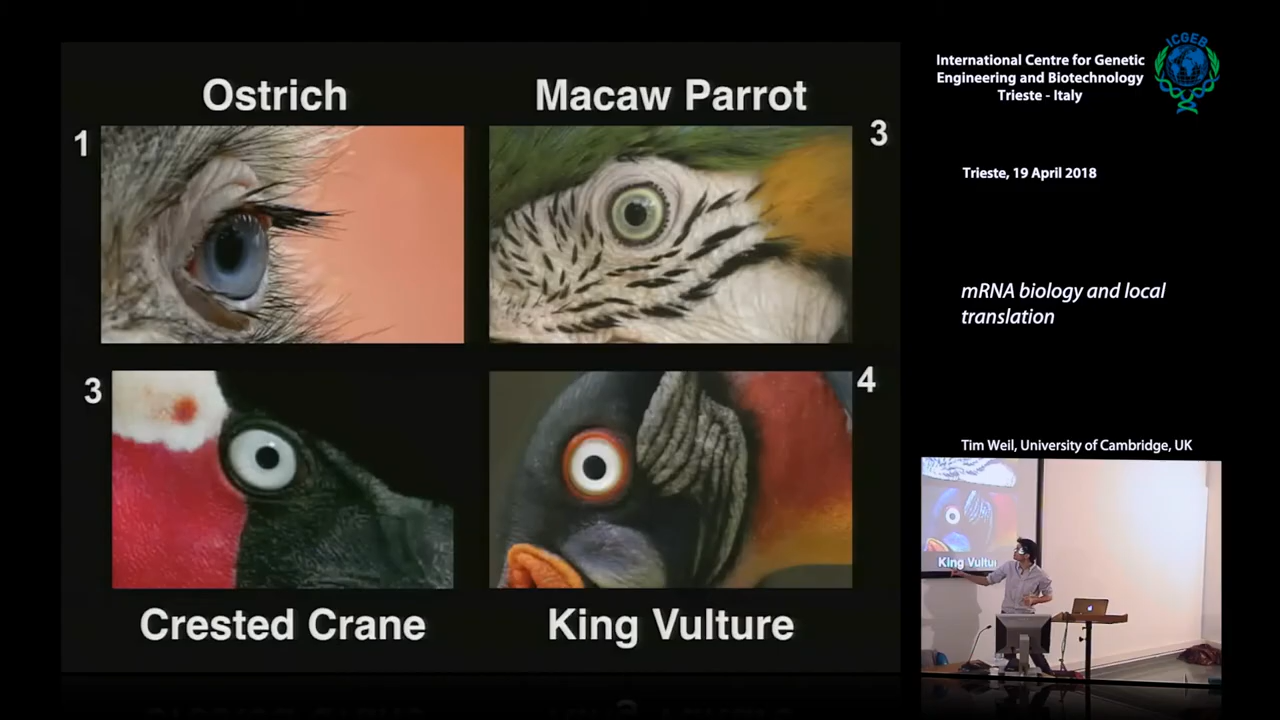 Ostrich
Macaw Parrot
1
3
3
4
Crested Crane
King Vulture
ICGEB
International Centre for Genetic
Engineering and Biotechnology
Trieste - Italy
Trieste, 19 April 2018
mRNA biology and local
translation
Tim Weil, University of Cambridge, UK
King Vultu